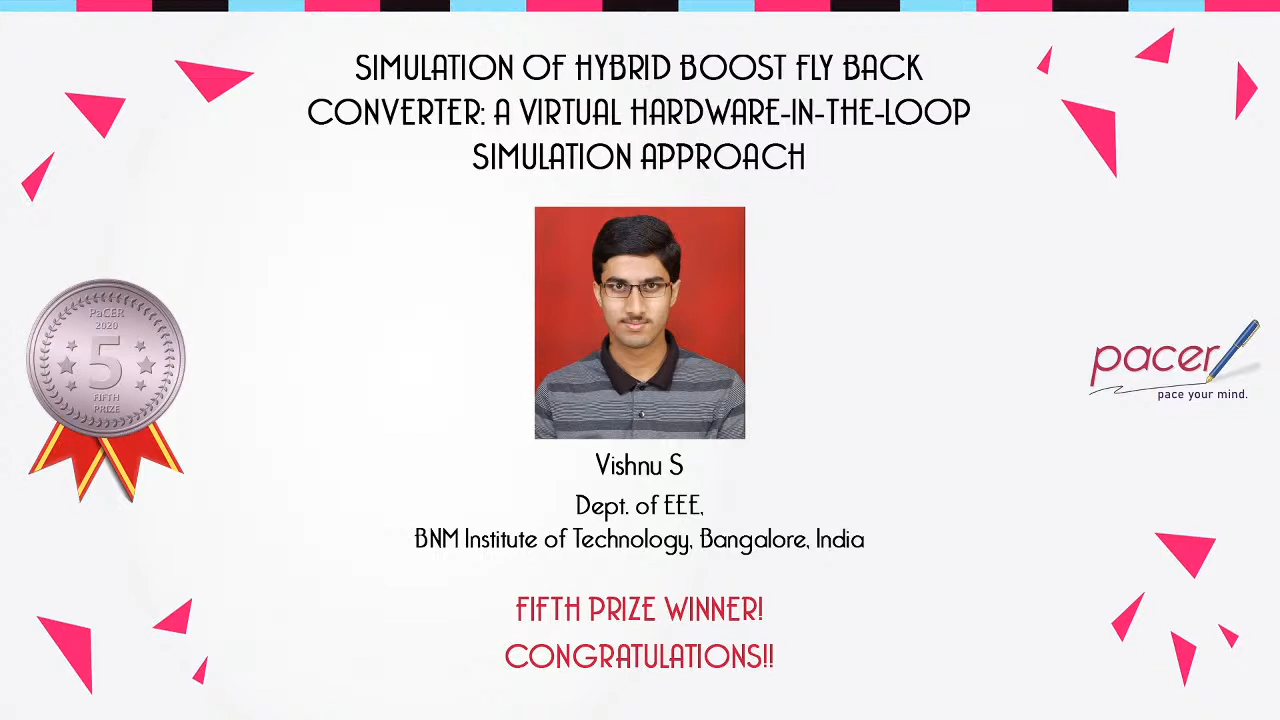 SIMULATION OF HYBRID BOOST FLY BACK
CONVERTER: A VIRTUAL HARDWARE-IN-THE-LOOP
SIMULATION APPROACH
PaCER
2020
5
FIFTH
PRIZE
pacer
pace your mind.
Vishnu S
Dept. of EEE,
BNM Institute of Technology, Bangalore, India
FIFTH PRIZE WINNER!
CONGRATULATIONS!!